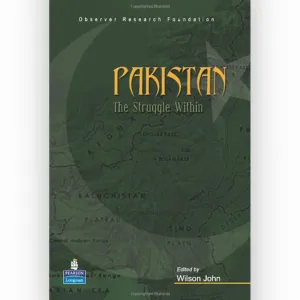 Observer Research Foundation
PAKISTAN
The Struggle Within
Edited by
Wilson John
PEARSON
Longman